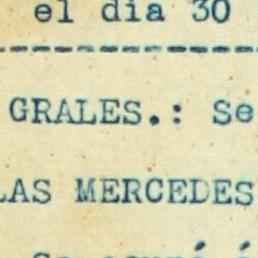 el día 30
GRALES.: Se
LAS MERCEDES